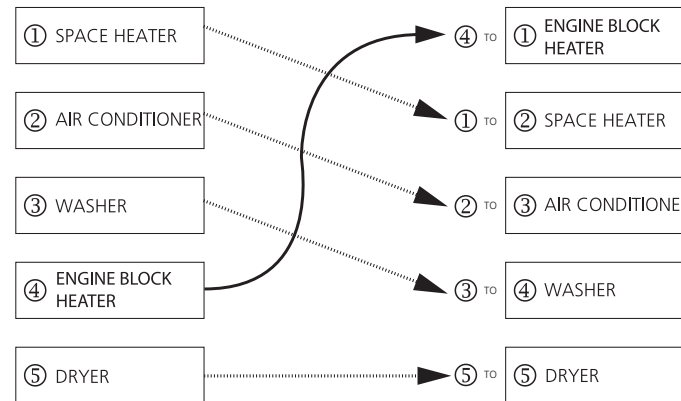 ① SPACE HEATER
② AIR CONDITIONER
③ WASHER
④ ENGINE BLOCK
HEATER
⑤ DRYER
④ TO ① ENGINE BLOCK
HEATER
① TO ② SPACE HEATER
② TO ③ AIR CONDITIONE
③ TO ④ WASHER
⑤ TO ⑤ DRYER